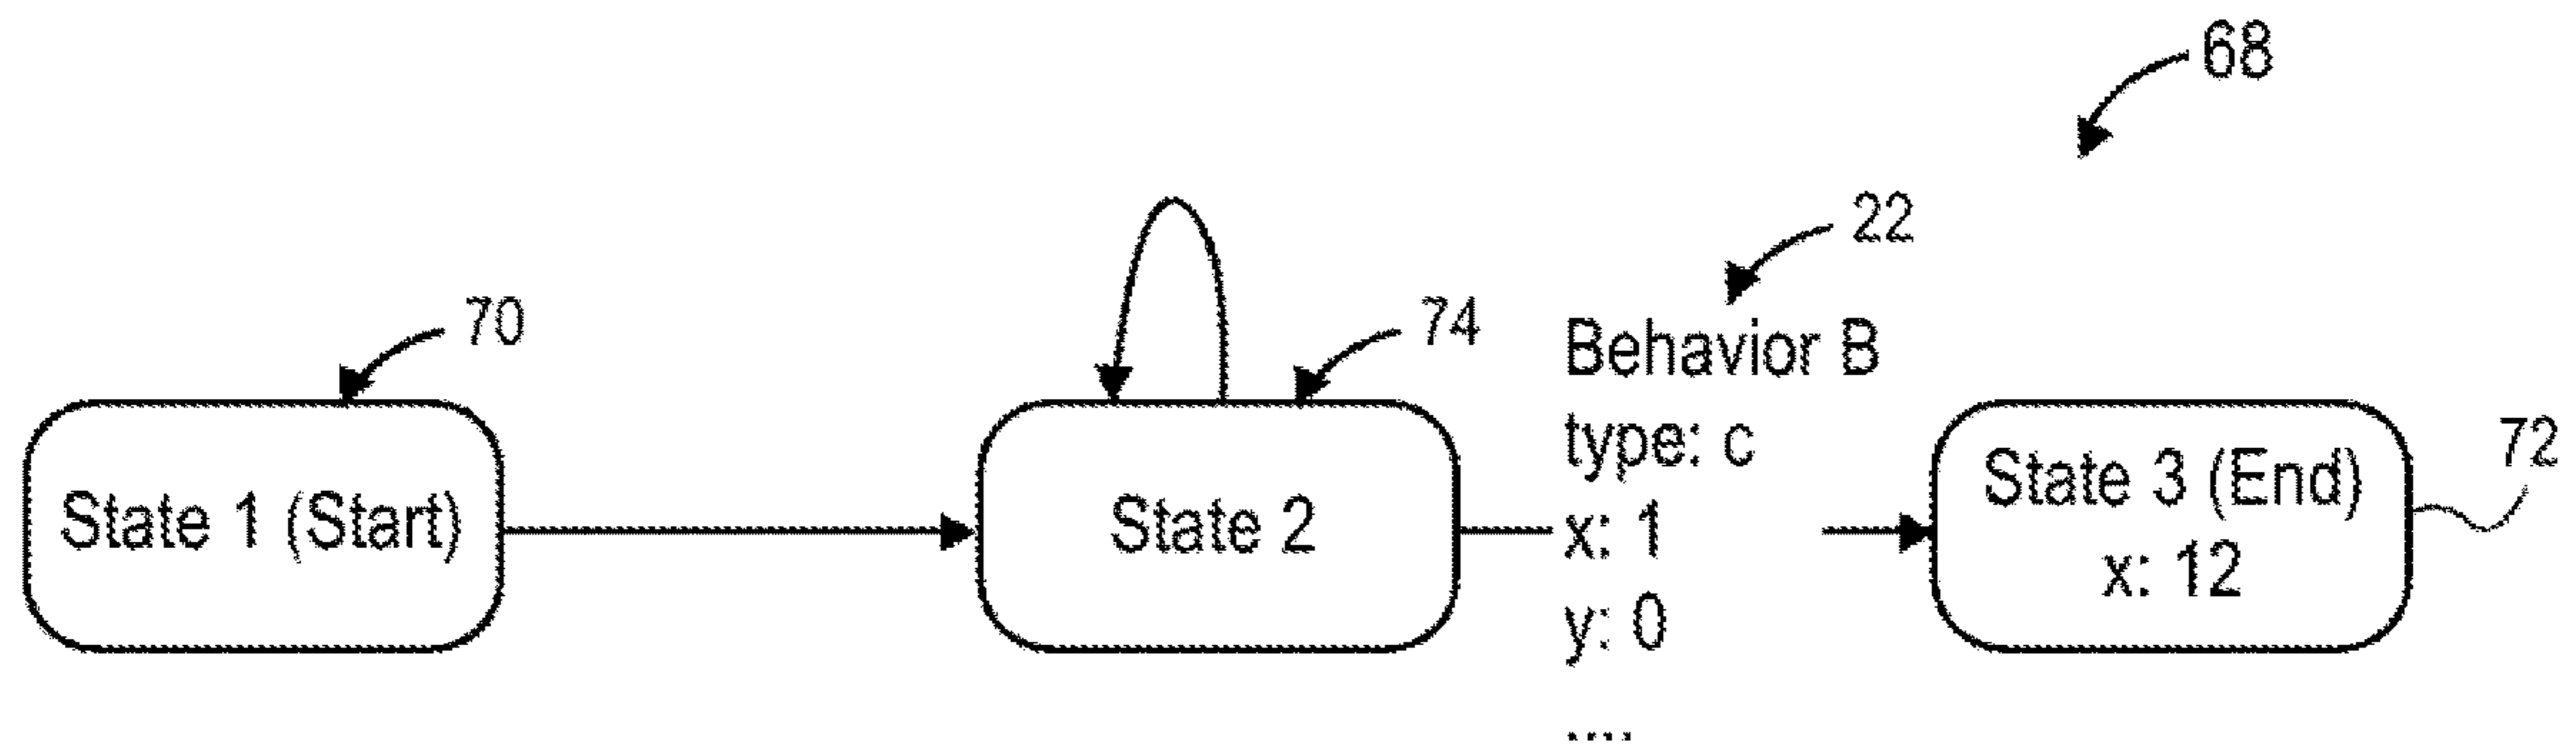 68
22
70
74
Behavior B
type: c
x: 1
y: 0
....
State 1 (Start)
State 2
State 3 (End)
x: 12
72